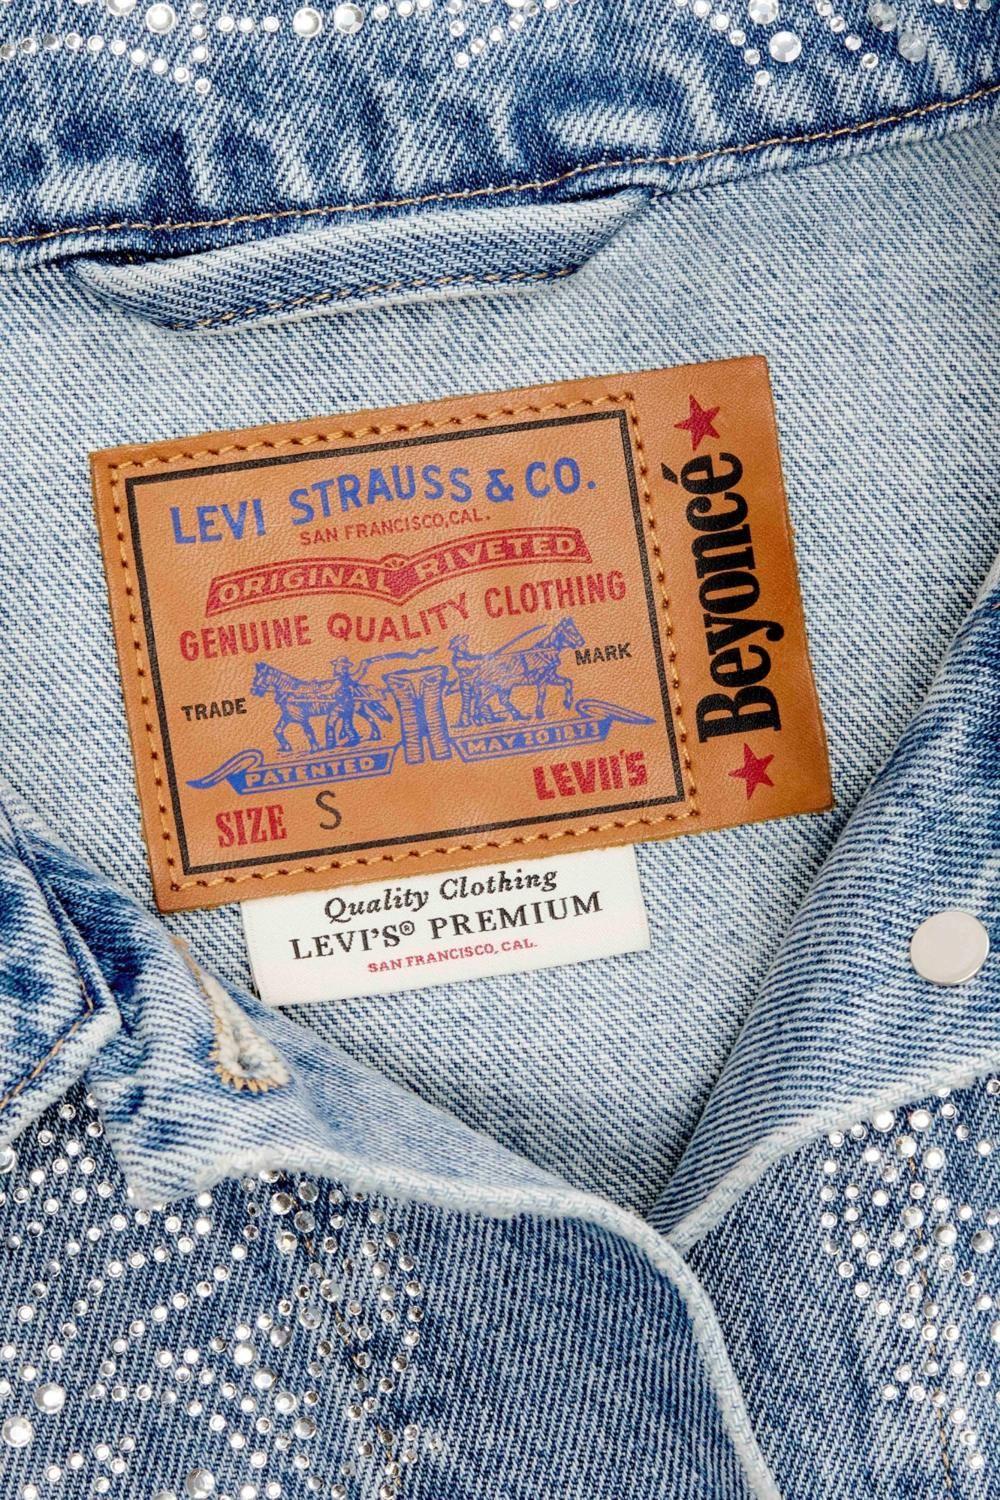 LEVI STRAUSS & CO.
SAN FRANCISCO, CAL.
ORIGINAL RIVETED
GENUINE QUALITY CLOTHING
TRADE MARK
PATENTED MAY 20 1873
SIZE S LEVII'S
Beyoncé
Quality Clothing
LEVI'S® PREMIUM
SAN FRANCISCO, CAL.